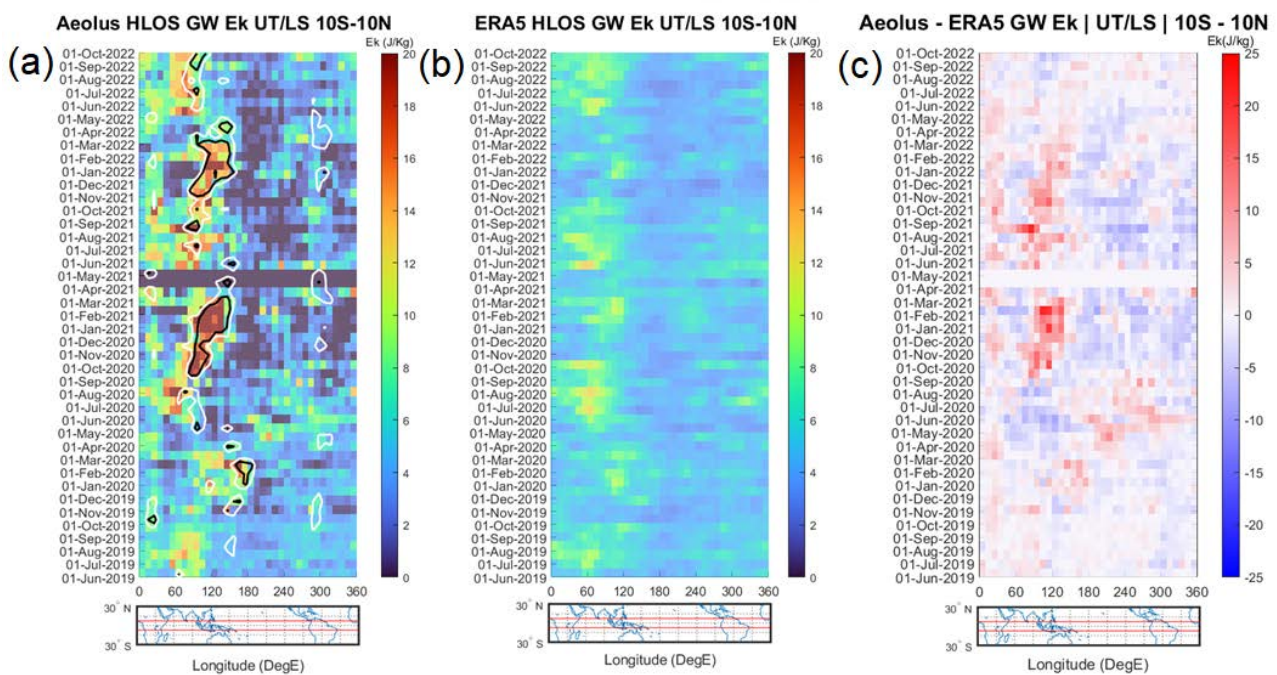 Aeolus HLOS GW Ek UT/LS 10S-10N
(a)
Ek (J/Kg)
01-Oct-2022
01-Sep-2022
01-Aug-2022
01-Jul-2022
01-Jun-2022
01-May-2022
01-Apr-2022
01-Mar-2022
01-Feb-2022
01-Jan-2022
01-Dec-2021
01-Nov-2021
01-Oct-2021
01-Sep-2021
01-Aug-2021
01-Jul-2021
01-Jun-2021
01-May-2021
01-Apr-2021
01-Mar-2021
01-Feb-2021
01-Jan-2021
01-Dec-2020
01-Nov-2020
01-Oct-2020
01-Sep-2020
01-Aug-2020
01-Jul-2020
01-Jun-2020
01-May-2020
01-Apr-2020
01-Mar-2020
01-Feb-2020
01-Jan-2020
01-Dec-2019
01-Nov-2019
01-Oct-2019
01-Sep-2019
01-Aug-2019
01-Jul-2019
01-Jun-2019
20
18
16
14
12
10
8
6
4
2
0
0 60 120 180 240 300 360
30° N
30° S
Longitude (DegE)
ERA5 HLOS GW Ek UT/LS 10S-10N
(b)
Ek (J/Kg)
01-Oct-2022
01-Sep-2022
01-Aug-2022
01-Jul-2022
01-Jun-2022
01-May-2022
01-Apr-2022
01-Mar-2022
01-Feb-2022
01-Jan-2022
01-Dec-2021
01-Nov-2021
01-Oct-2021
01-Sep-2021
01-Aug-2021
01-Jul-2021
01-Jun-2021
01-May-2021
01-Apr-2021
01-Mar-2021
01-Feb-2021
01-Jan-2021
01-Dec-2020
01-Nov-2020
01-Oct-2020
01-Sep-2020
01-Aug-2020
01-Jul-2020
01-Jun-2020
01-May-2020
01-Apr-2020
01-Mar-2020
01-Feb-2020
01-Jan-2020
01-Dec-2019
01-Nov-2019
01-Oct-2019
01-Sep-2019
01-Aug-2019
01-Jul-2019
01-Jun-2019
20
18
16
14
12
10
8
6
4
2
0
0 60 120 180 240 300 360
30° N
30° S
Longitude (DegE)
Aeolus - ERA5 GW Ek | UT/LS | 10S - 10N
(c)
Ek(J/kg)
01-Oct-2022
01-Sep-2022
01-Aug-2022
01-Jul-2022
01-Jun-2022
01-May-2022
01-Apr-2022
01-Mar-2022
01-Feb-2022
01-Jan-2022
01-Dec-2021
01-Nov-2021
01-Oct-2021
01-Sep-2021
01-Aug-2021
01-Jul-2021
01-Jun-2021
01-May-2021
01-Apr-2021
01-Mar-2021
01-Feb-2021
01-Jan-2021
01-Dec-2020
01-Nov-2020
01-Oct-2020
01-Sep-2020
01-Aug-2020
01-Jul-2020
01-Jun-2020
01-May-2020
01-Apr-2020
01-Mar-2020
01-Feb-2020
01-Jan-2020
01-Dec-2019
01-Nov-2019
01-Oct-2019
01-Sep-2019
01-Aug-2019
01-Jul-2019
01-Jun-2019
25
20
15
10
5
0
-5
-10
-15
-20
-25
0 60 120 180 240 300 360
30° N
30° S
Longitude (DegE)